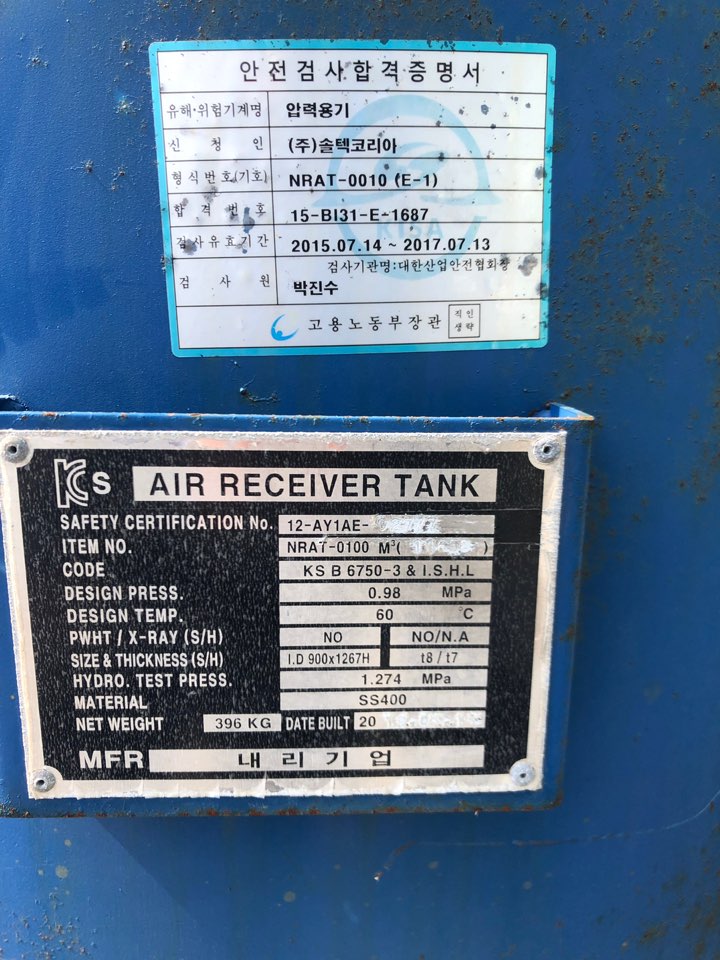 안전검사합격증명서
유해·위험기계명 압력용기
신청인 (주)솔텍코리아
형식번호(기호) NRAT-0010 (E-1)
합격번호 15-BI31-E-1687
검사유효기간 2015.07.14 ~ 2017.07.13
검사기관명:대한산업안전협회장
검사원 박진수
고용노동부장관 직인생략
KS AIR RECEIVER TANK
SAFETY CERTIFICATION No. 12-AY1AE-
ITEM NO. NRAT-0100 M³( )
CODE KS B 6750-3 & I.S.H.L
DESIGN PRESS. 0.98 MPa
DESIGN TEMP. 60 °C
PWHT / X-RAY (S/H) NO NO/N.A
SIZE & THICKNESS (S/H) I.D 900x1267H t8 / t7
HYDRO. TEST PRESS. 1.274 MPa
MATERIAL SS400
NET WEIGHT 396 KG DATE BUILT 20
MFR 내리기업